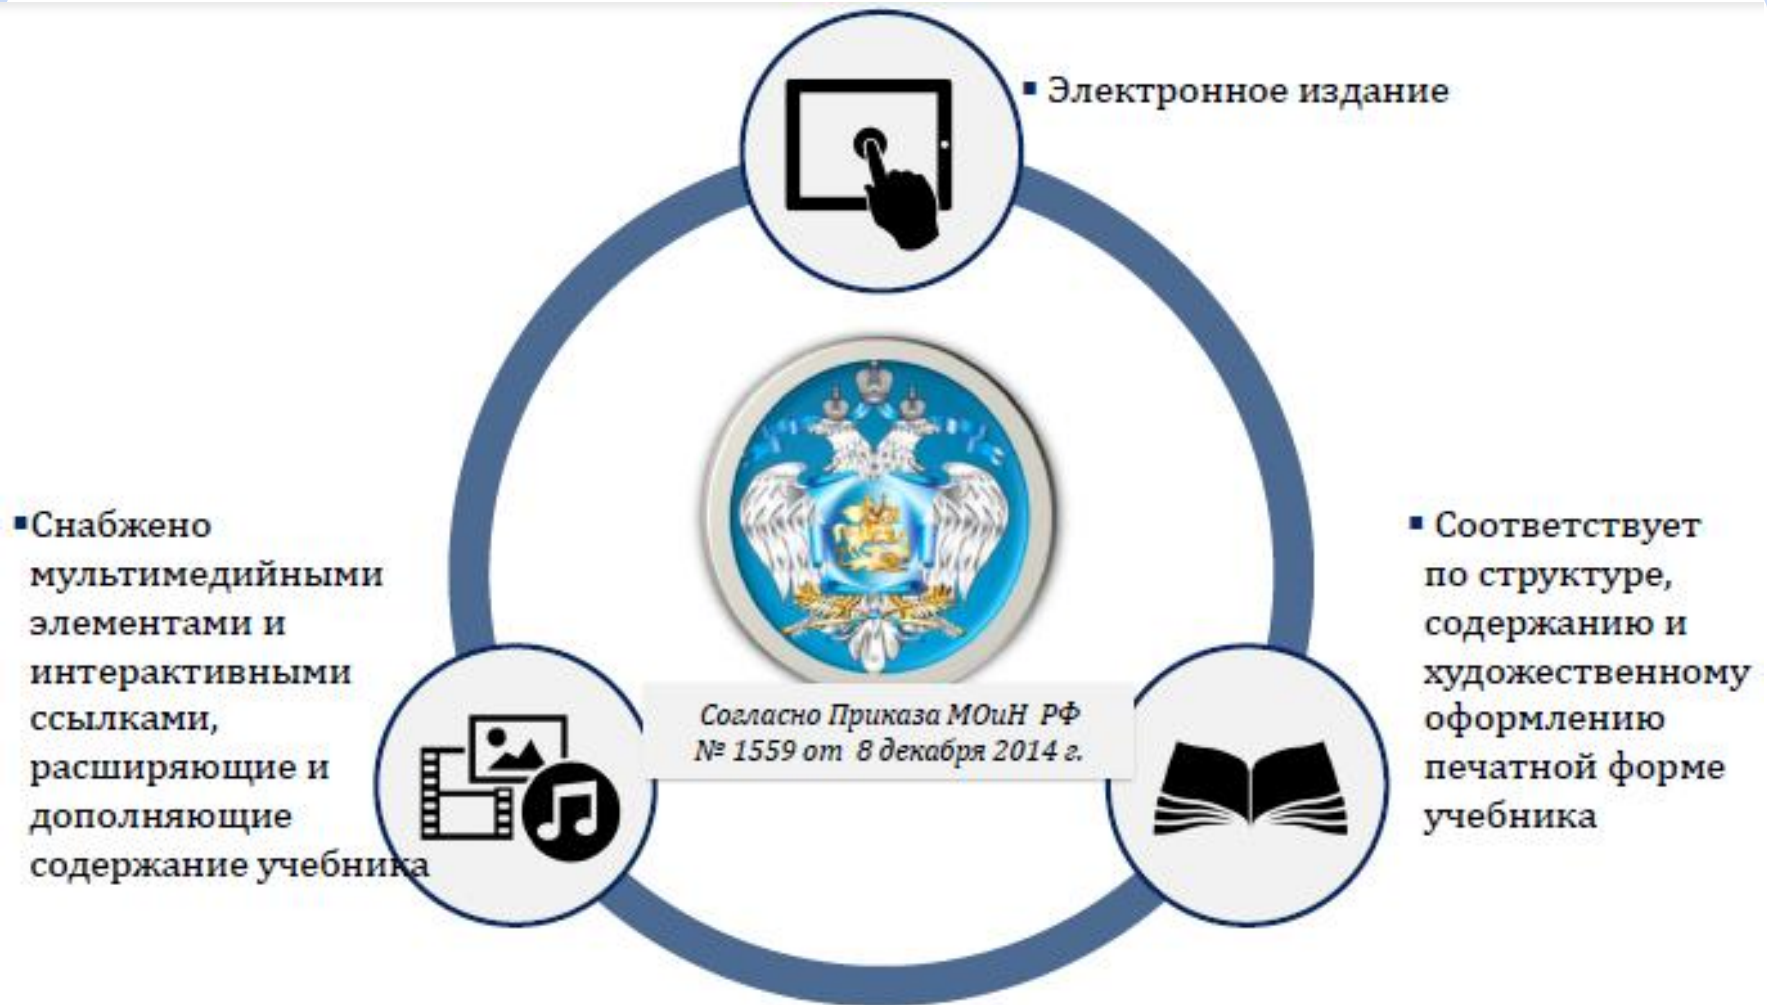 ▪ Электронное издание
▪Снабжено
мультимедийными
элементами и
интерактивными
ссылками,
расширяющие и
дополняющие
содержание учебника
Согласно Приказа МОиН РФ
№ 1559 от 8 декабря 2014 г.
▪ Соответствует
по структуре,
содержанию и
художественному
оформлению
печатной форме
учебника